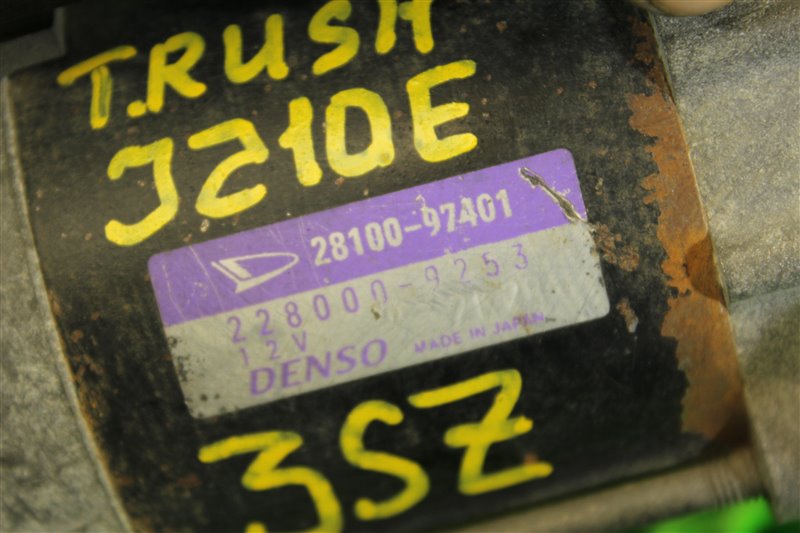 T.RUSH
J210E
28100-97401
228000-9253
12V
DENSO MADE IN JAPAN
3SZ